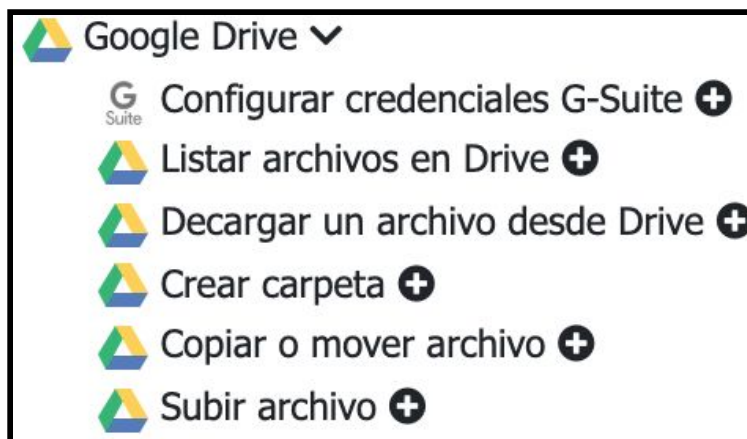 Google Drive
G Suite
Configurar credenciales G-Suite
Listar archivos en Drive
Decargar un archivo desde Drive
Crear carpeta
Copiar o mover archivo
Subir archivo